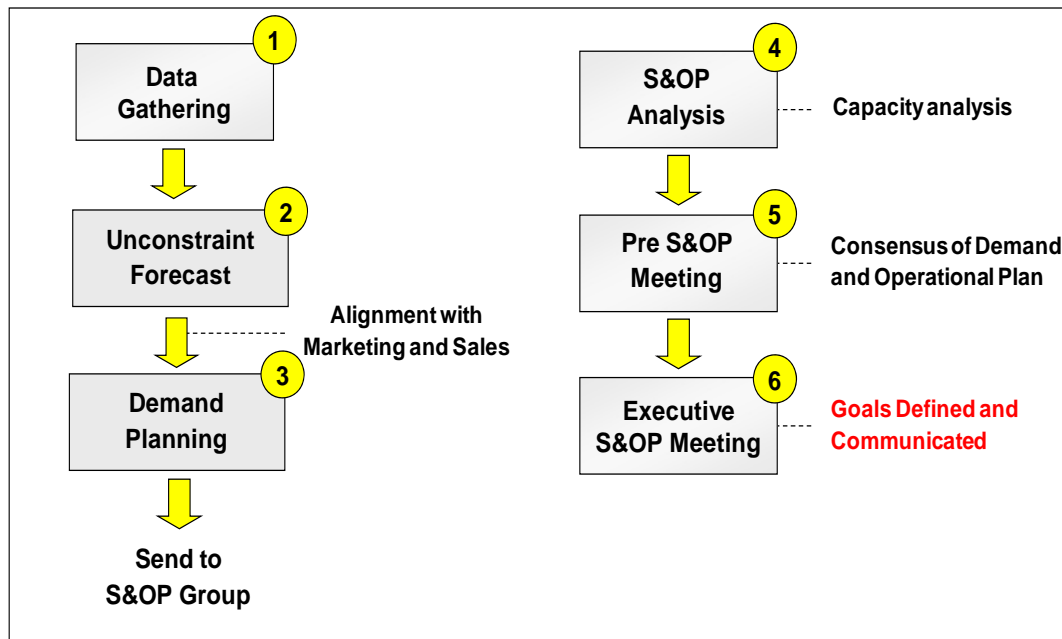 1
Data
Gathering
2
Unconstraint
Forecast
Alignment with
Marketing and Sales
3
Demand
Planning
Send to
S&OP Group
4
S&OP
Analysis
Capacity analysis
5
Pre S&OP
Meeting
Consensus of Demand
and Operational Plan
6
Executive
S&OP Meeting
Goals Defined and
Communicated